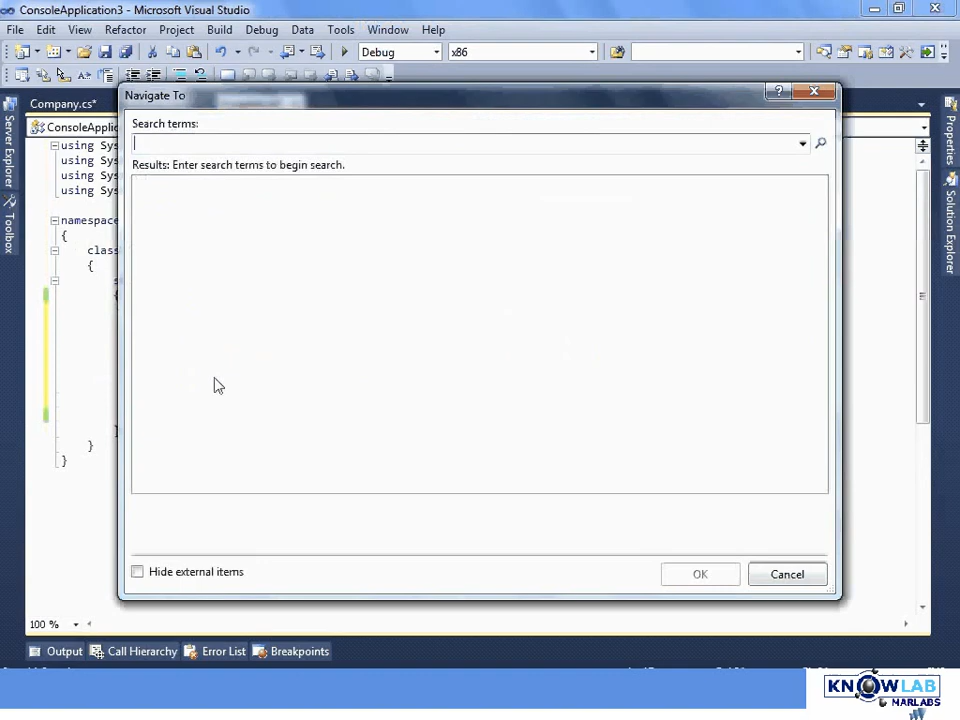 ConsoleApplication3 - Microsoft Visual Studio
File Edit View Refactor Project Build Debug Data Tools Window Help
Debug x86
Company.cs*
Navigate To
Search terms:
Results: Enter search terms to begin search.
ConsoleApplic
using Sys
using Sys
using Sys
using Sys
namespace
{
class
{
}
}
Hide external items
OK Cancel
Server Explorer
Toolbox
Properties
Solution Explorer
100 %
Output Call Hierarchy Error List Breakpoints
KNOWLAB
MARLABS